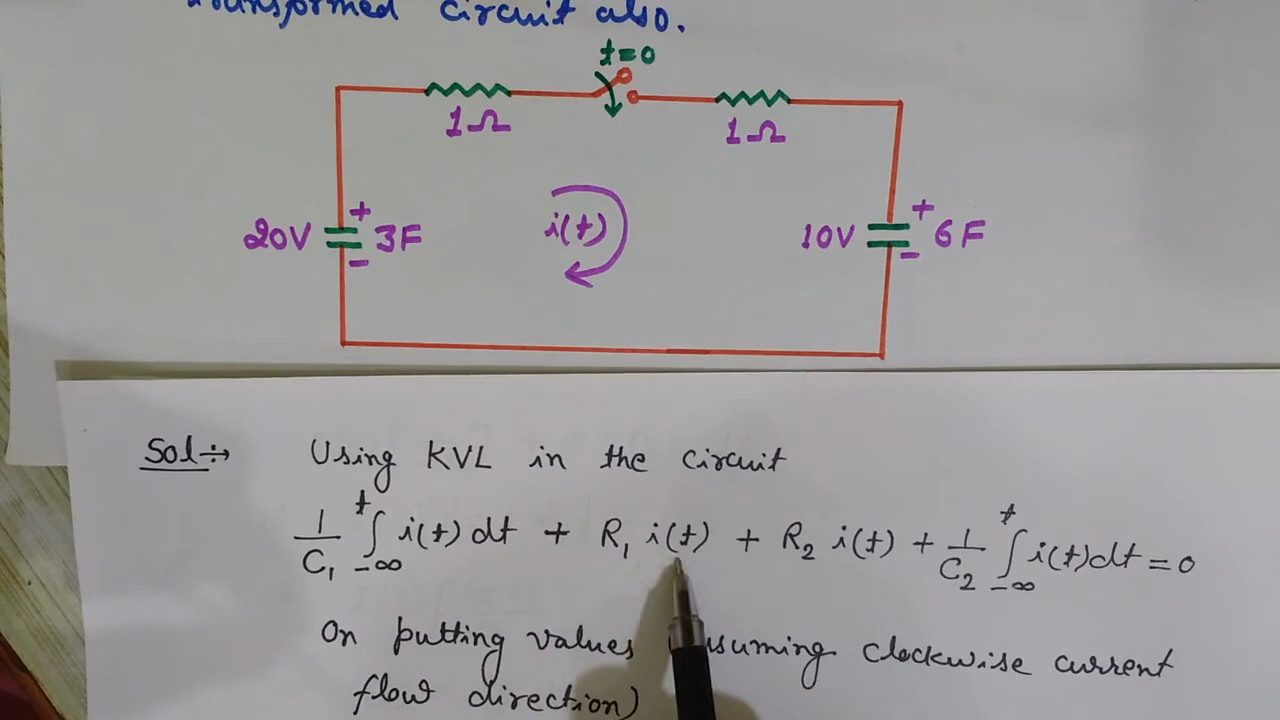 Transformed circuit also.
t=0
1Ω 1Ω
20V + - 3F i(t) 10V + - 6F
Sol÷ Using KVL in the circuit
1/C₁ ∫₋∞ᵗ i(t) dt + R₁ i(t) + R₂ i(t) + 1/C₂ ∫₋∞ᵗ i(t)dt = 0
On putting values clockwise current
flow direction)